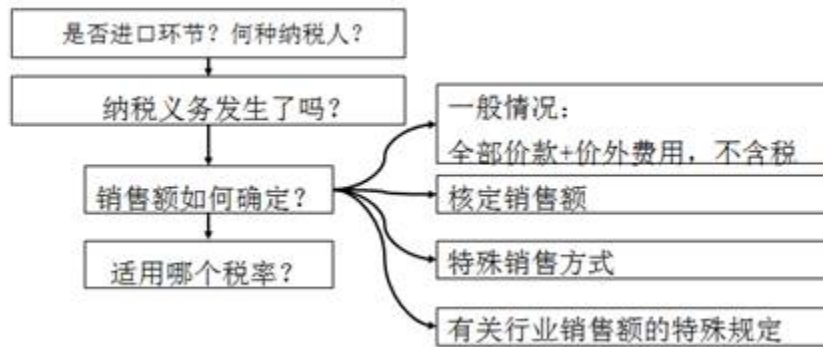 是否进口环节？何种纳税人？
纳税义务发生了吗？
销售额如何确定？
适用哪个税率？
一般情况：
全部价款+价外费用，不含税
核定销售额
特殊销售方式
有关行业销售额的特殊规定